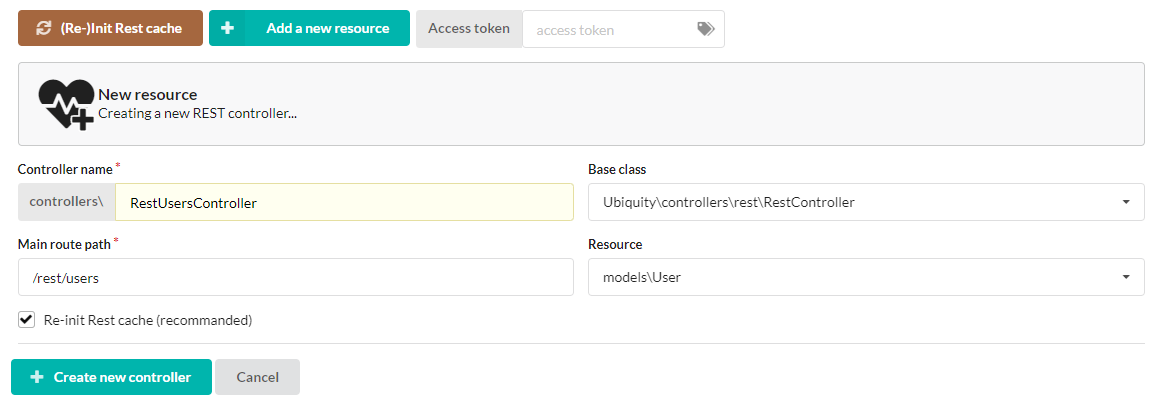 (Re-)Init Rest cache Add a new resource Access token access token
New resource
Creating a new REST controller...
Controller name * Base class
controllers\ RestUsersController Ubiquity\controllers\rest\RestController
Main route path * Resource
/rest/users models\User
Re-init Rest cache (recommanded)
Create new controller Cancel